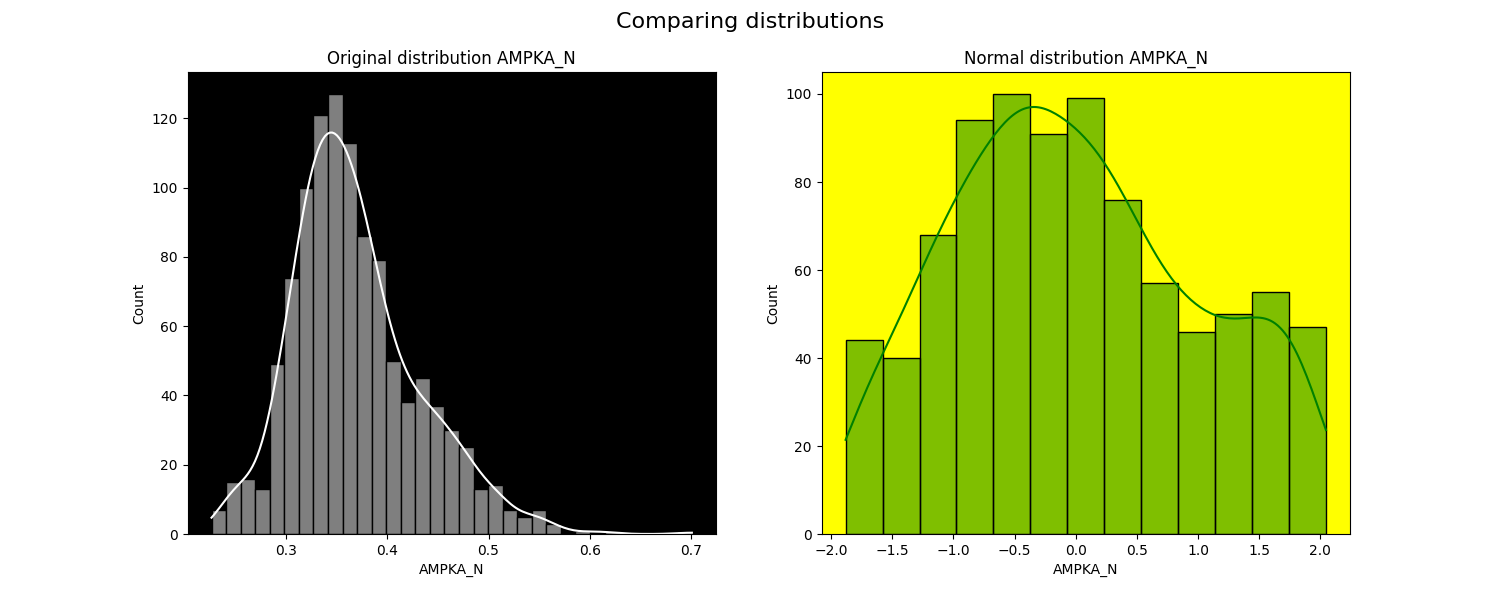 Comparing distributions
Original distribution AMPKA_N
Count
120
100
80
60
40
20
0
0.3 0.4 0.5 0.6 0.7
AMPKA_N
Normal distribution AMPKA_N
Count
100
80
60
40
20
0
−2.0 −1.5 −1.0 −0.5 0.0 0.5 1.0 1.5 2.0
AMPKA_N